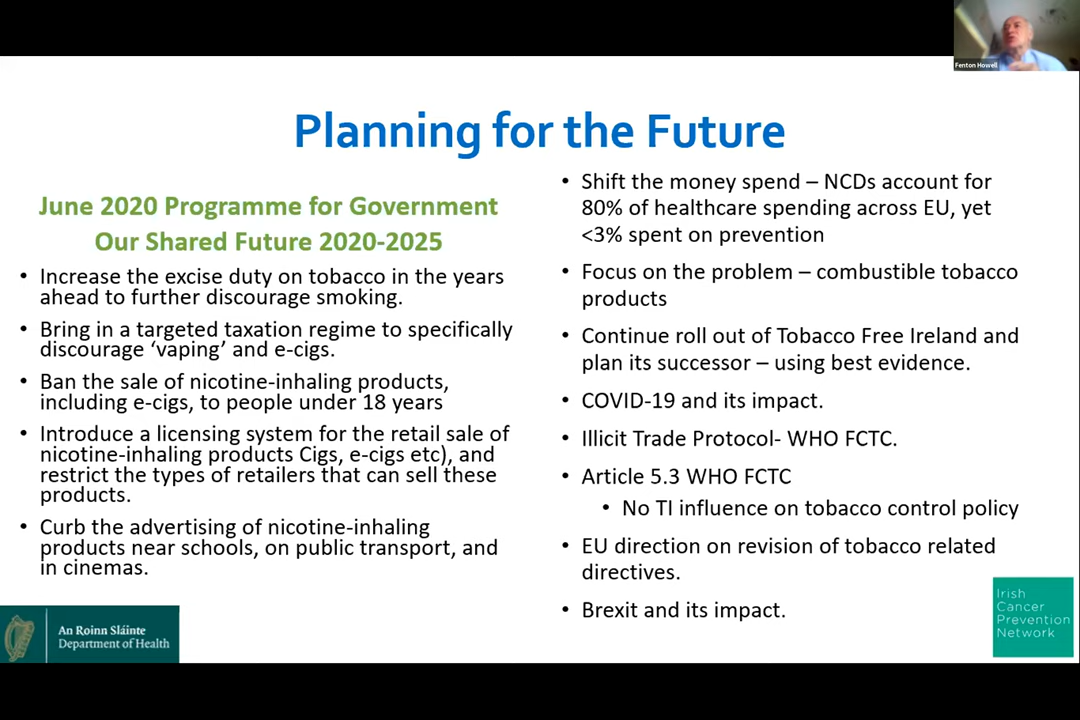 Fenton Howell
Planning for the Future
June 2020 Programme for Government
Our Shared Future 2020-2025
• Increase the excise duty on tobacco in the years
ahead to further discourage smoking.
• Bring in a targeted taxation regime to specifically
discourage ‘vaping’ and e-cigs.
• Ban the sale of nicotine-inhaling products,
including e-cigs, to people under 18 years
• Introduce a licensing system for the retail sale of
nicotine-inhaling products Cigs, e-cigs etc), and
restrict the types of retailers that can sell these
products.
• Curb the advertising of nicotine-inhaling
products near schools, on public transport, and
in cinemas.
• Shift the money spend – NCDs account for
80% of healthcare spending across EU, yet
<3% spent on prevention
• Focus on the problem – combustible tobacco
products
• Continue roll out of Tobacco Free Ireland and
plan its successor – using best evidence.
• COVID-19 and its impact.
• Illicit Trade Protocol- WHO FCTC.
• Article 5.3 WHO FCTC
• No TI influence on tobacco control policy
• EU direction on revision of tobacco related
directives.
• Brexit and its impact.
An Roinn Sláinte
Department of Health
Irish
Cancer
Prevention
Network